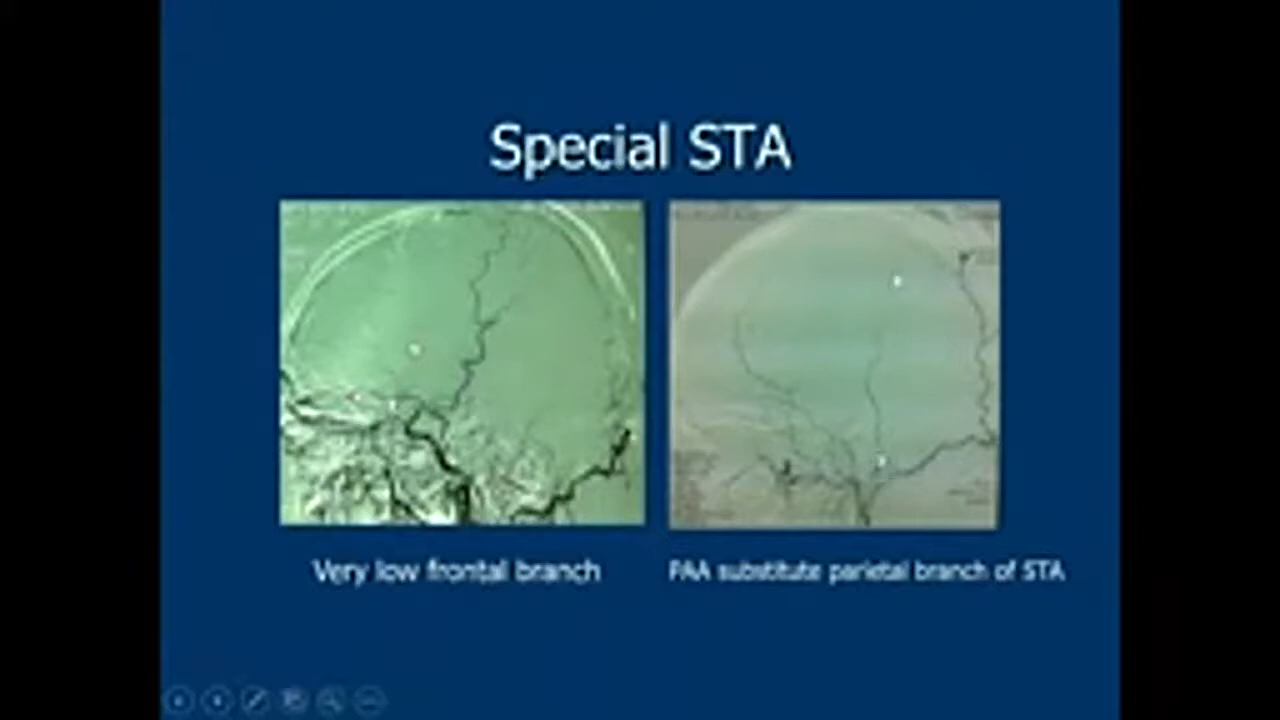 Special STA
Very low frontal branch
PAA substitute parietal branch of STA